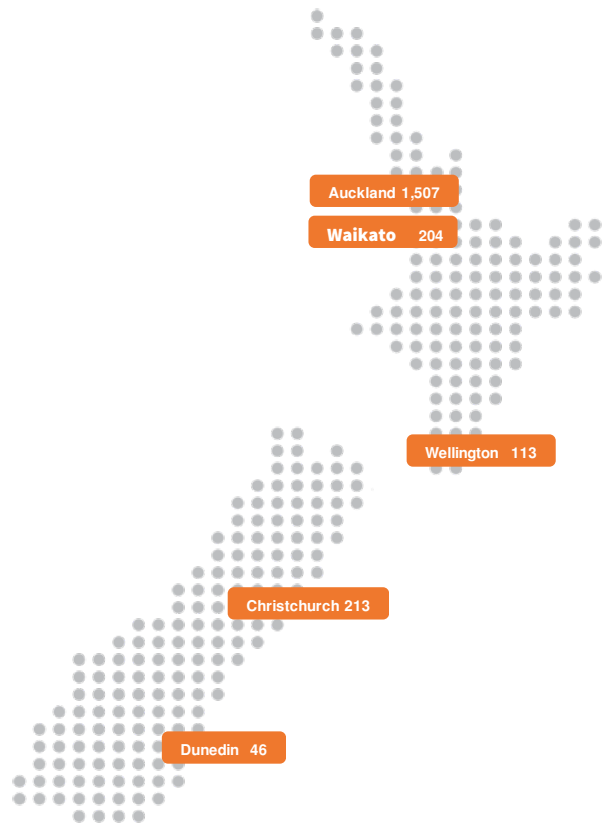 Auckland 1,507
Waikato 204
Wellington 113
Christchurch 213
Dunedin 46